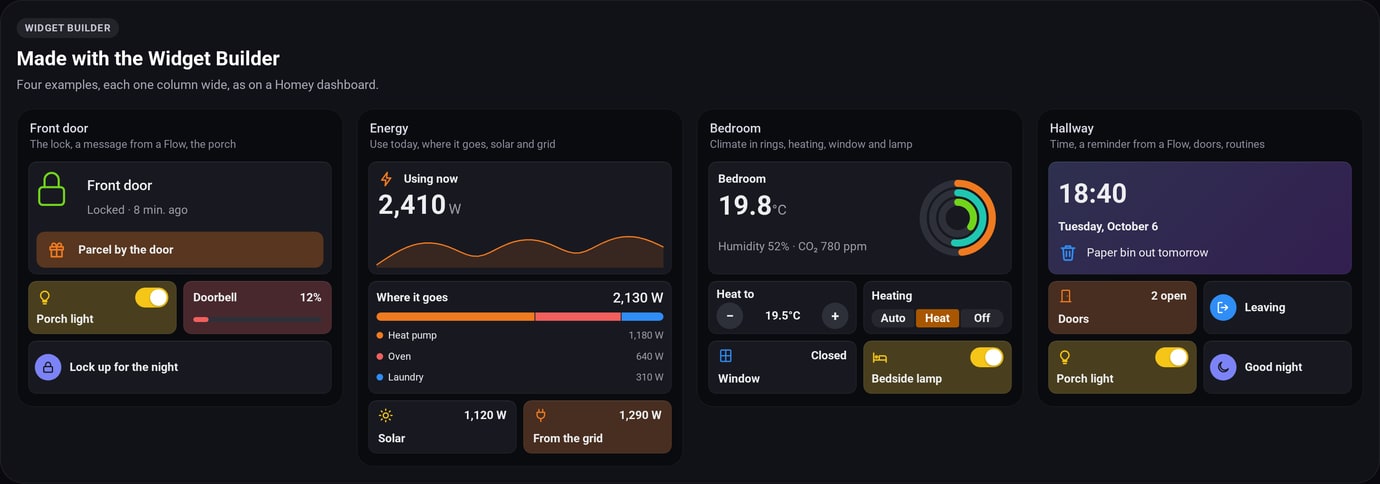 WIDGET BUILDER
Made with the Widget Builder
Four examples, each one column wide, as on a Homey dashboard.
Front door
The lock, a message from a Flow, the porch
Front door
Locked · 8 min. ago
Parcel by the door
Porch light
Doorbell 12%
Lock up for the night
Energy
Use today, where it goes, solar and grid
Using now
2,410 W
Where it goes 2,130 W
Heat pump 1,180 W
Oven 640 W
Laundry 310 W
1,120 W
Solar
1,290 W
From the grid
Bedroom
Climate in rings, heating, window and lamp
Bedroom
19.8°C
Humidity 52% · CO₂ 780 ppm
Heat to
− 19.5°C +
Heating
Auto Heat Off
Closed
Window
Bedside lamp
Hallway
Time, a reminder from a Flow, doors, routines
18:40
Tuesday, October 6
Paper bin out tomorrow
2 open
Doors
Leaving
Porch light
Good night